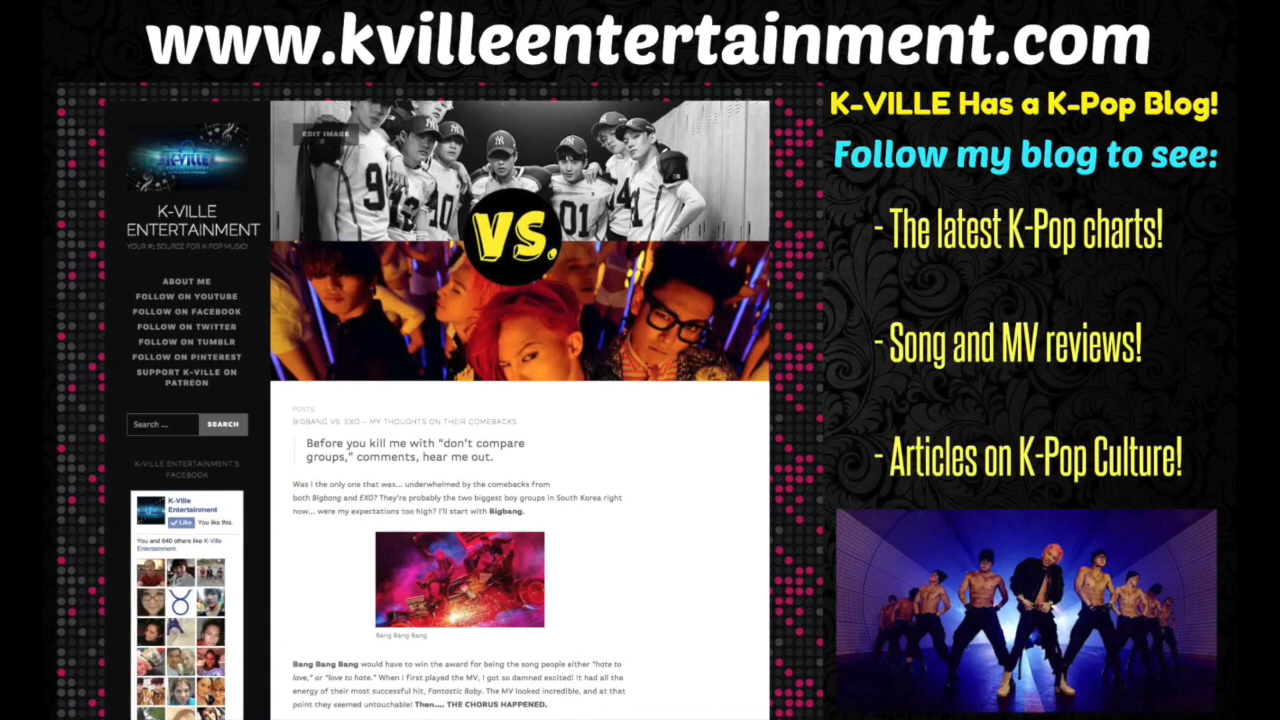 www.kvilleentertainment.com
K-VILLE Has a K-Pop Blog!
Follow my blog to see:
- The latest K-Pop charts!
- Song and MV reviews!
- Articles on K-Pop Culture!
K-VILLE
K-VILLE
ENTERTAINMENT
YOUR #1 SOURCE FOR K-POP MUSIC!
ABOUT ME
FOLLOW ON YOUTUBE
FOLLOW ON FACEBOOK
FOLLOW ON TWITTER
FOLLOW ON TUMBLR
FOLLOW ON PINTEREST
SUPPORT K-VILLE ON
PATREON
Search ...
SEARCH
K-VILLE ENTERTAINMENT'S
FACEBOOK
K-Ville
Entertainment
Like
You like this.
You and 640 others like K-Ville
Entertainment.
EDIT IMAGE
9
10
01
1
VS.
POSTS
BIGBANG VS. EXO – MY THOUGHTS ON THEIR COMEBACKS
Before you kill me with “don’t compare
groups,” comments, hear me out.
Was I the only one that was... underwhelmed by the comebacks from
both Bigbang and EXO? They’re probably the two biggest boy groups in South Korea right
now... were my expectations too high? I’ll start with Bigbang.
Bang Bang Bang
Bang Bang Bang would have to win the award for being the song people either “hate to
love,” or “love to hate.” When I first played the MV, I got so damned excited! It had all the
energy of their most successful hit, Fantastic Baby. The MV looked incredible, and at that
point they seemed untouchable! Then.... THE CHORUS HAPPENED.